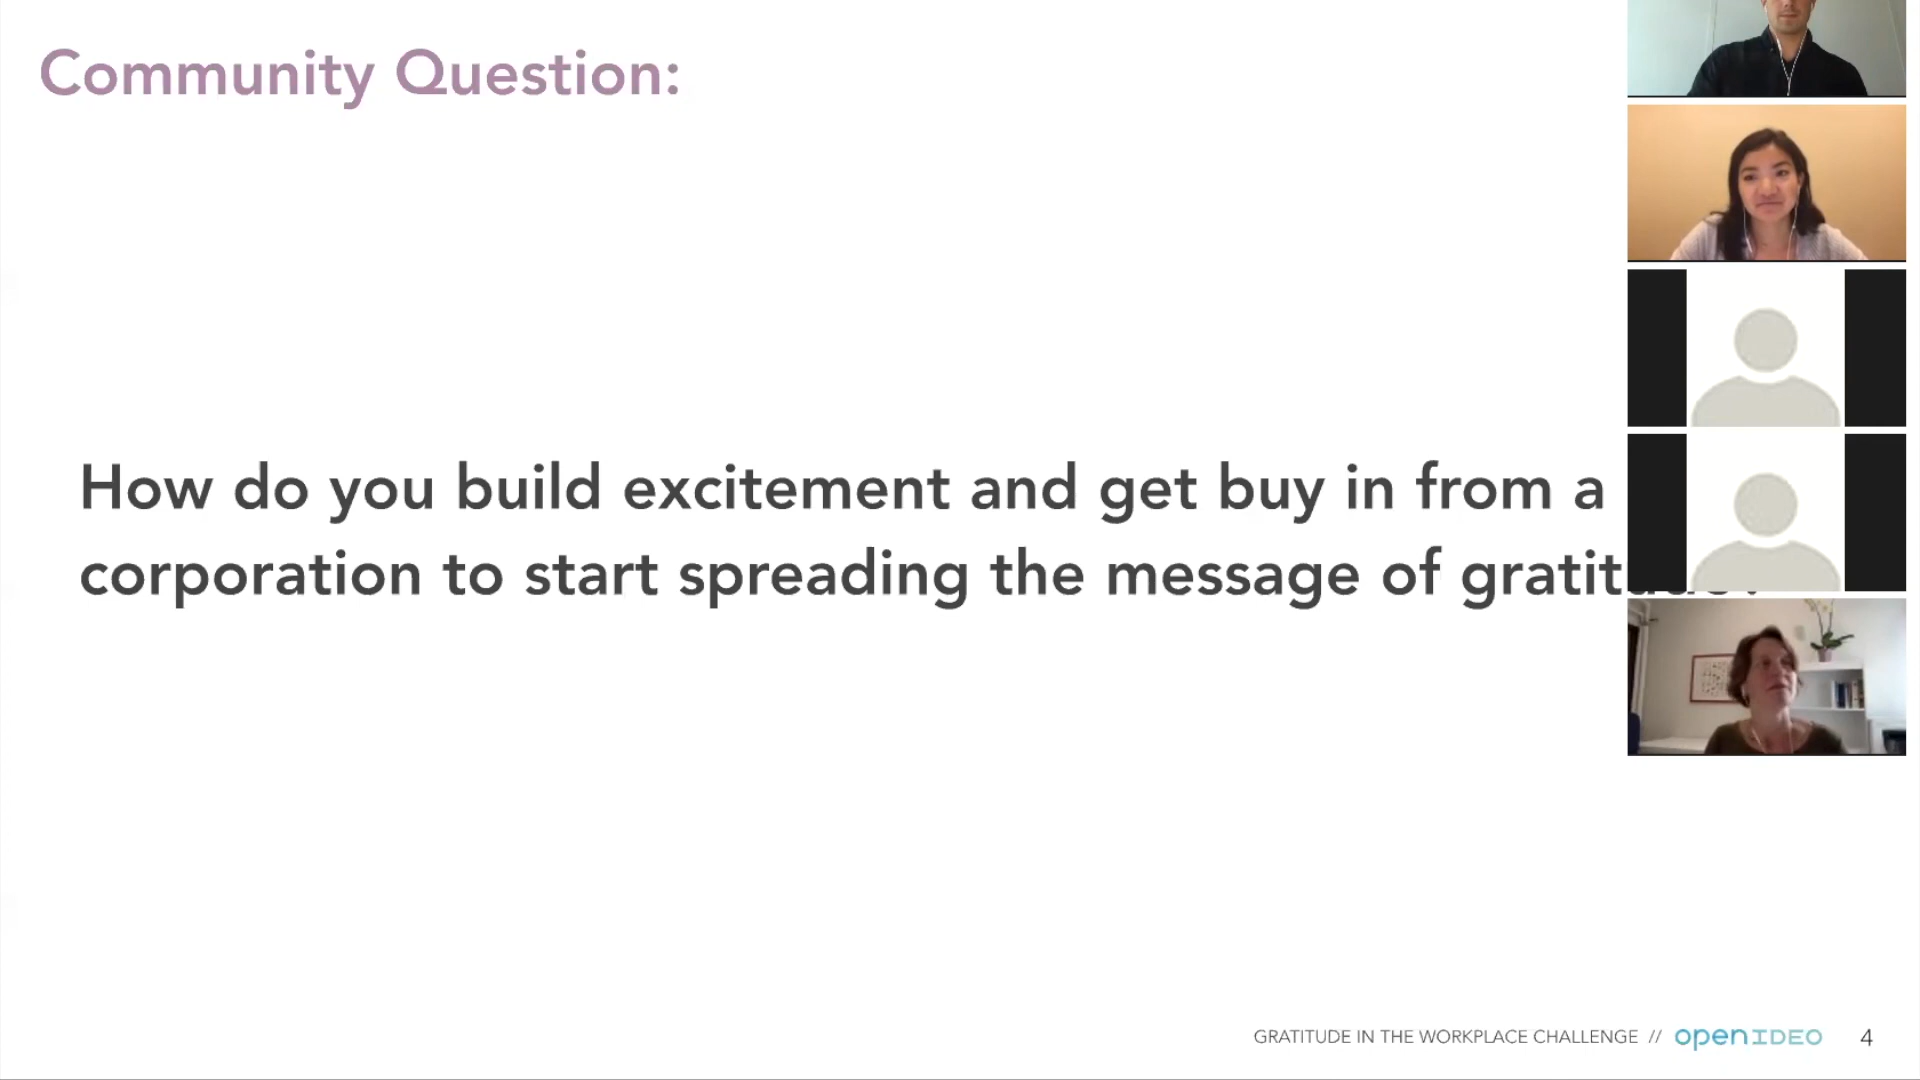 Community Question:
How do you build excitement and get buy in from a
corporation to start spreading the message of
GRATITUDE IN THE WORKPLACE CHALLENGE // OPENIDEO 4